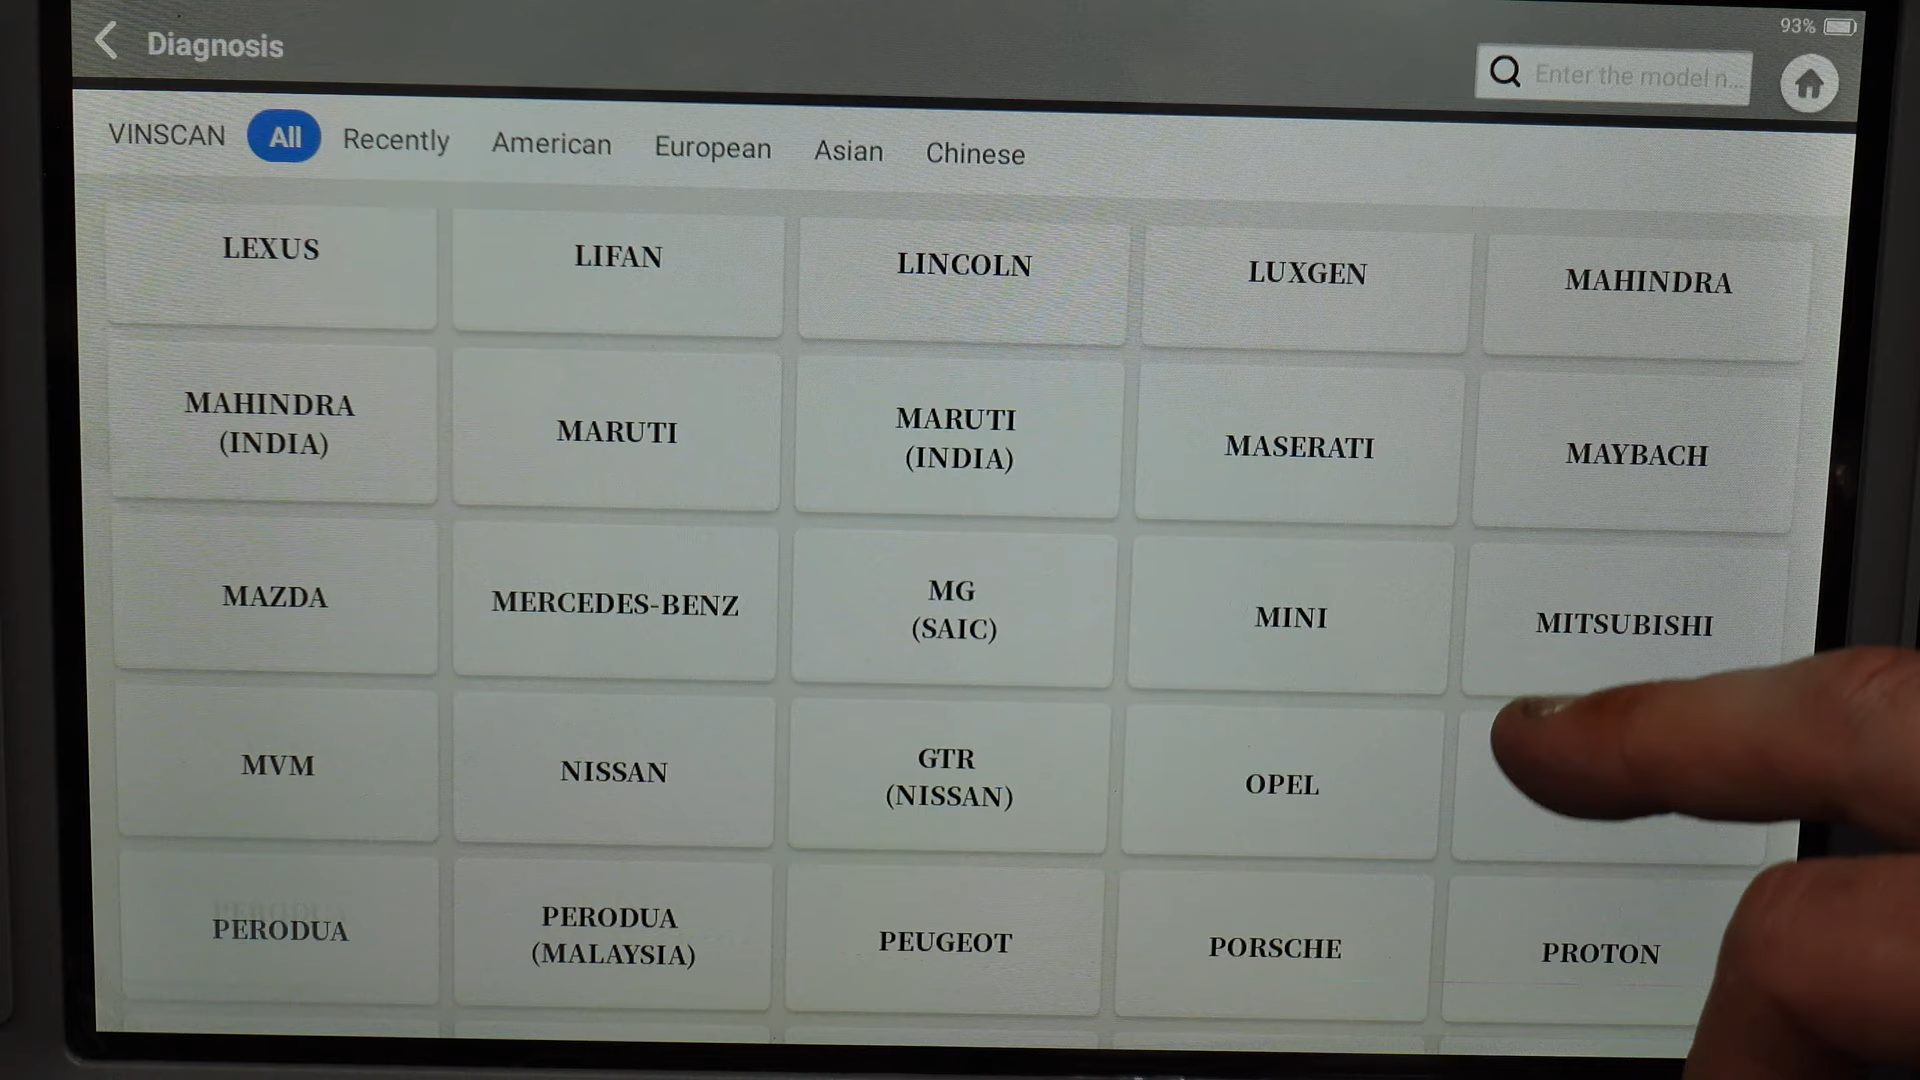 Diagnosis
93%
Enter the model n...
VINSCAN All Recently American European Asian Chinese
LEXUS
LIFAN
LINCOLN
LUXGEN
MAHINDRA
MAHINDRA
(INDIA)
MARUTI
MARUTI
(INDIA)
MASERATI
MAYBACH
MAZDA
MERCEDES-BENZ
MG
(SAIC)
MINI
MITSUBISHI
MVM
NISSAN
GTR
(NISSAN)
OPEL
PERODUA
PERODUA
(MALAYSIA)
PEUGEOT
PORSCHE
PROTON